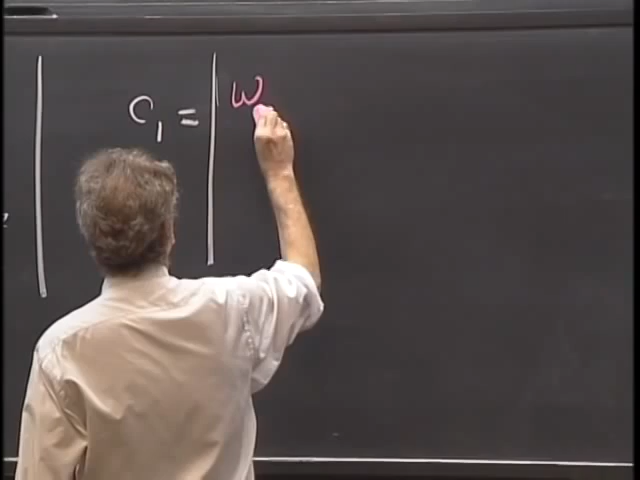 C₁ = | ω